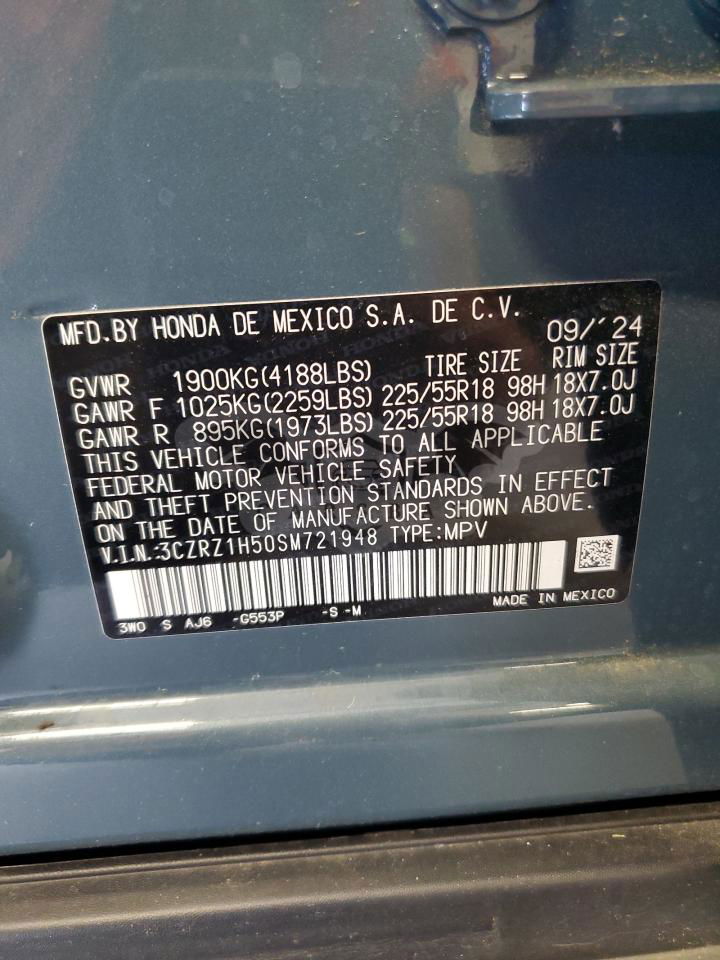 MFD.BY HONDA DE MEXICO S.A. DE C.V. 09/'24
GVWR 1900KG(4188LBS) TIRE SIZE RIM SIZE
GAWR F 1025KG(2259LBS) 225/55R18 98H 18X7.0J
GAWR R 895KG(1973LBS) 225/55R18 98H 18X7.0J
THIS VEHICLE CONFORMS TO ALL APPLICABLE
FEDERAL MOTOR VEHICLE SAFETY
AND THEFT PREVENTION STANDARDS IN EFFECT
ON THE DATE OF MANUFACTURE SHOWN ABOVE.
V.I.N.:3CZRZ1H50SM721948 TYPE:MPV
3W0 S AJ6 -G553P -S -M MADE IN MEXICO